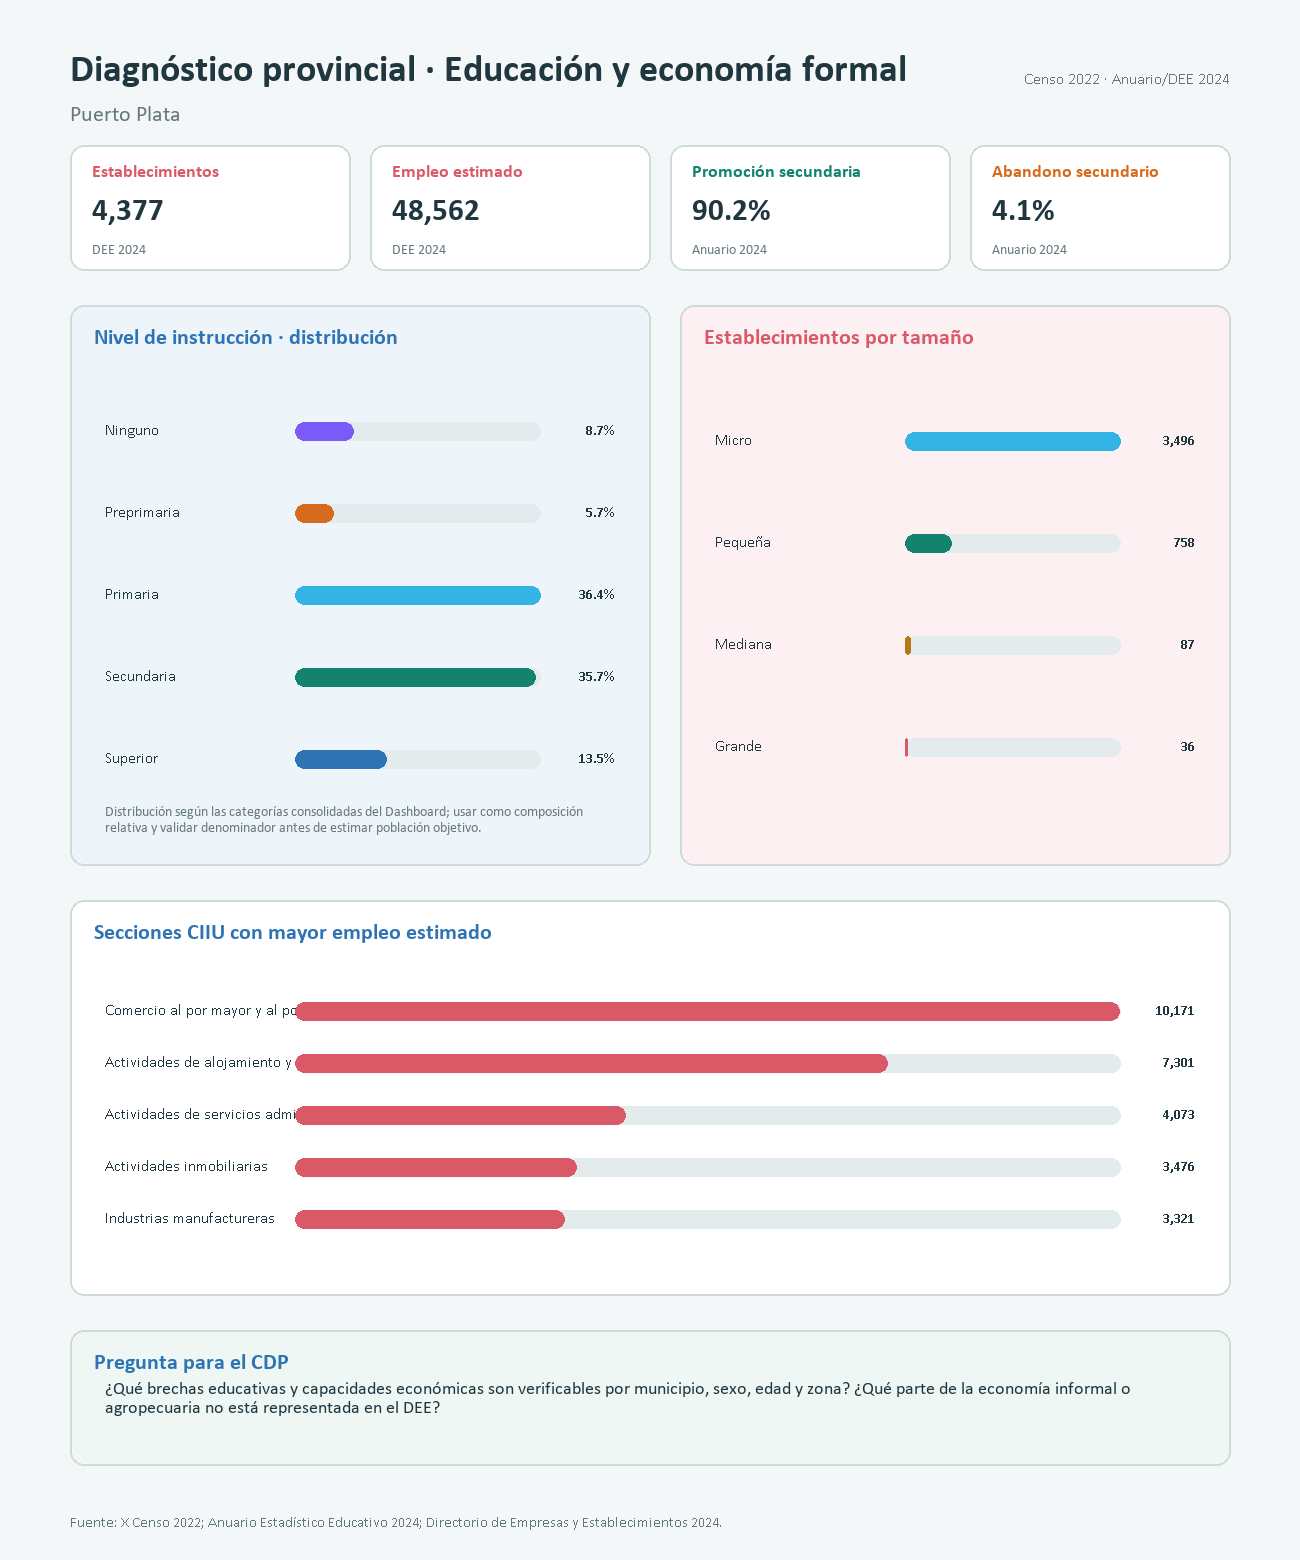 Diagnóstico provincial · Educación y economía formal
Censo 2022 · Anuario/DEE 2024
Puerto Plata
Establecimientos
4,377
DEE 2024
Empleo estimado
48,562
DEE 2024
Promoción secundaria
90.2%
Anuario 2024
Abandono secundario
4.1%
Anuario 2024
Nivel de instrucción · distribución
Ninguno 8.7%
Preprimaria 5.7%
Primaria 36.4%
Secundaria 35.7%
Superior 13.5%
Distribución según las categorías consolidadas del Dashboard; usar como composición
relativa y validar denominador antes de estimar población objetivo.
Establecimientos por tamaño
Micro 3,496
Pequeña 758
Mediana 87
Grande 36
Secciones CIIU con mayor empleo estimado
Comercio al por mayor y al po 10,171
Actividades de alojamiento y 7,301
Actividades de servicios admi 4,073
Actividades inmobiliarias 3,476
Industrias manufactureras 3,321
Pregunta para el CDP
¿Qué brechas educativas y capacidades económicas son verificables por municipio, sexo, edad y zona? ¿Qué parte de la economía informal o
agropecuaria no está representada en el DEE?
Fuente: X Censo 2022; Anuario Estadístico Educativo 2024; Directorio de Empresas y Establecimientos 2024.